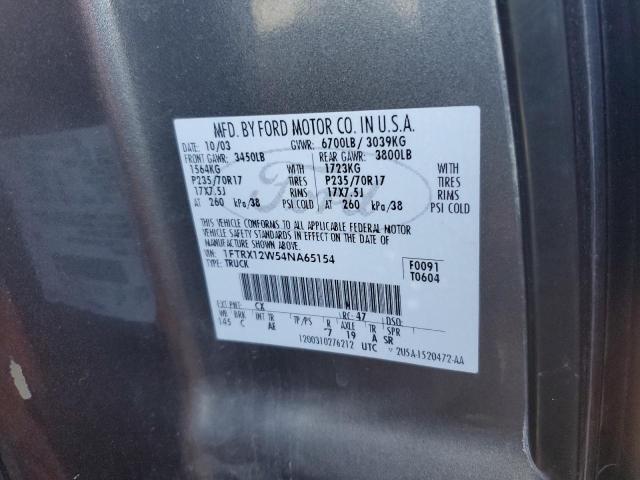 MFD. BY FORD MOTOR CO. IN U.S.A.
DATE: 10/03 GVWR: 6700LB/ 3039KG
FRONT GAWR: 3450LB REAR GAWR: 3800LB
1564KG WITH 1723KG WITH
P235/70R17 TIRES P235/70R17 TIRES
17X7.5J RIMS 17X7.5J RIMS
AT 260 kPa/38 PSI COLD AT 260 kPa/38 PSI COLD
THIS VEHICLE CONFORMS TO ALL APPLICABLE FEDERAL MOTOR
VEHICLE SAFETY STANDARDS IN EFFECT ON THE DATE OF
MANUFACTURE SHOWN ABOVE.
VIN: 1FTRX12W54NA65154
TYPE: TRUCK
F0091
T0604
EXT PNT: CX RC: 47 DSO:
WB BRK INT TR TP/PS R AXLE TR SPR
145 C AE 7 19 A SR
1200310276212 UTC
2U5A-1520472-AA
Ford